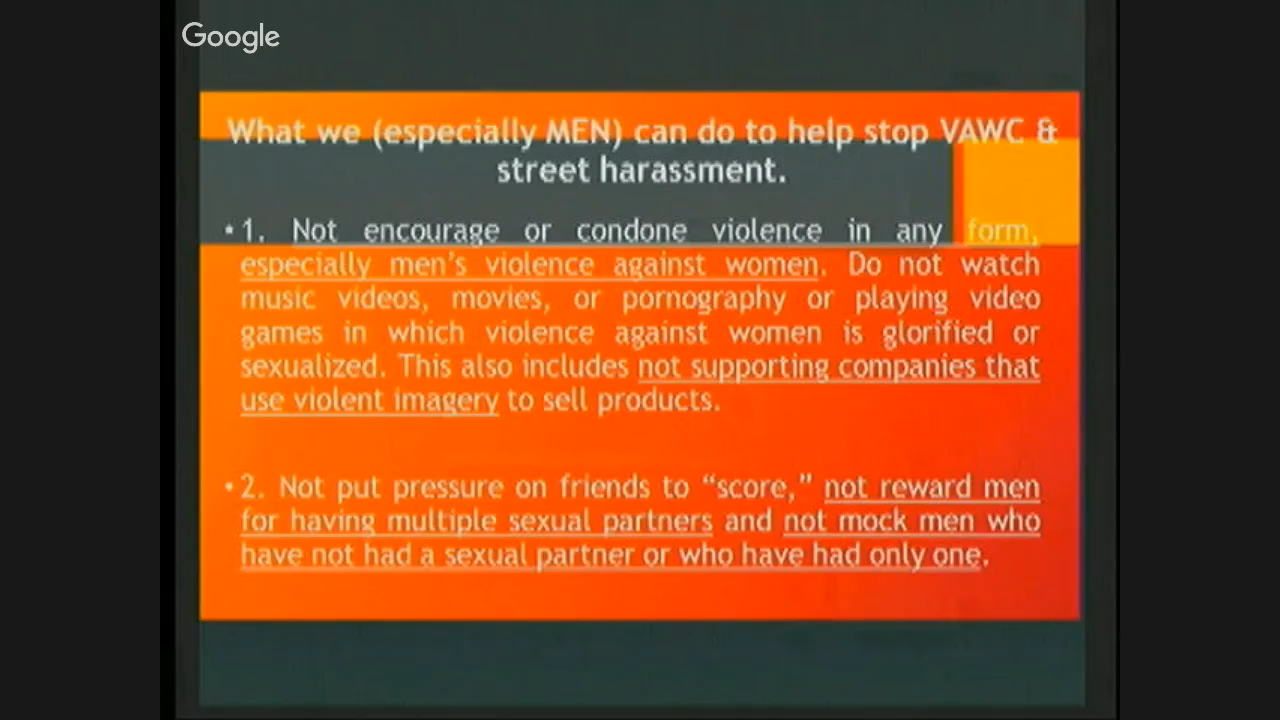 Google
What we (especially MEN) can do to help stop VAWC &
street harassment.
• 1. Not encourage or condone violence in any form,
especially men's violence against women. Do not watch
music videos, movies, or pornography or playing video
games in which violence against women is glorified or
sexualized. This also includes not supporting companies that
use violent imagery to sell products.
• 2. Not put pressure on friends to “score,” not reward men
for having multiple sexual partners and not mock men who
have not had a sexual partner or who have had only one.